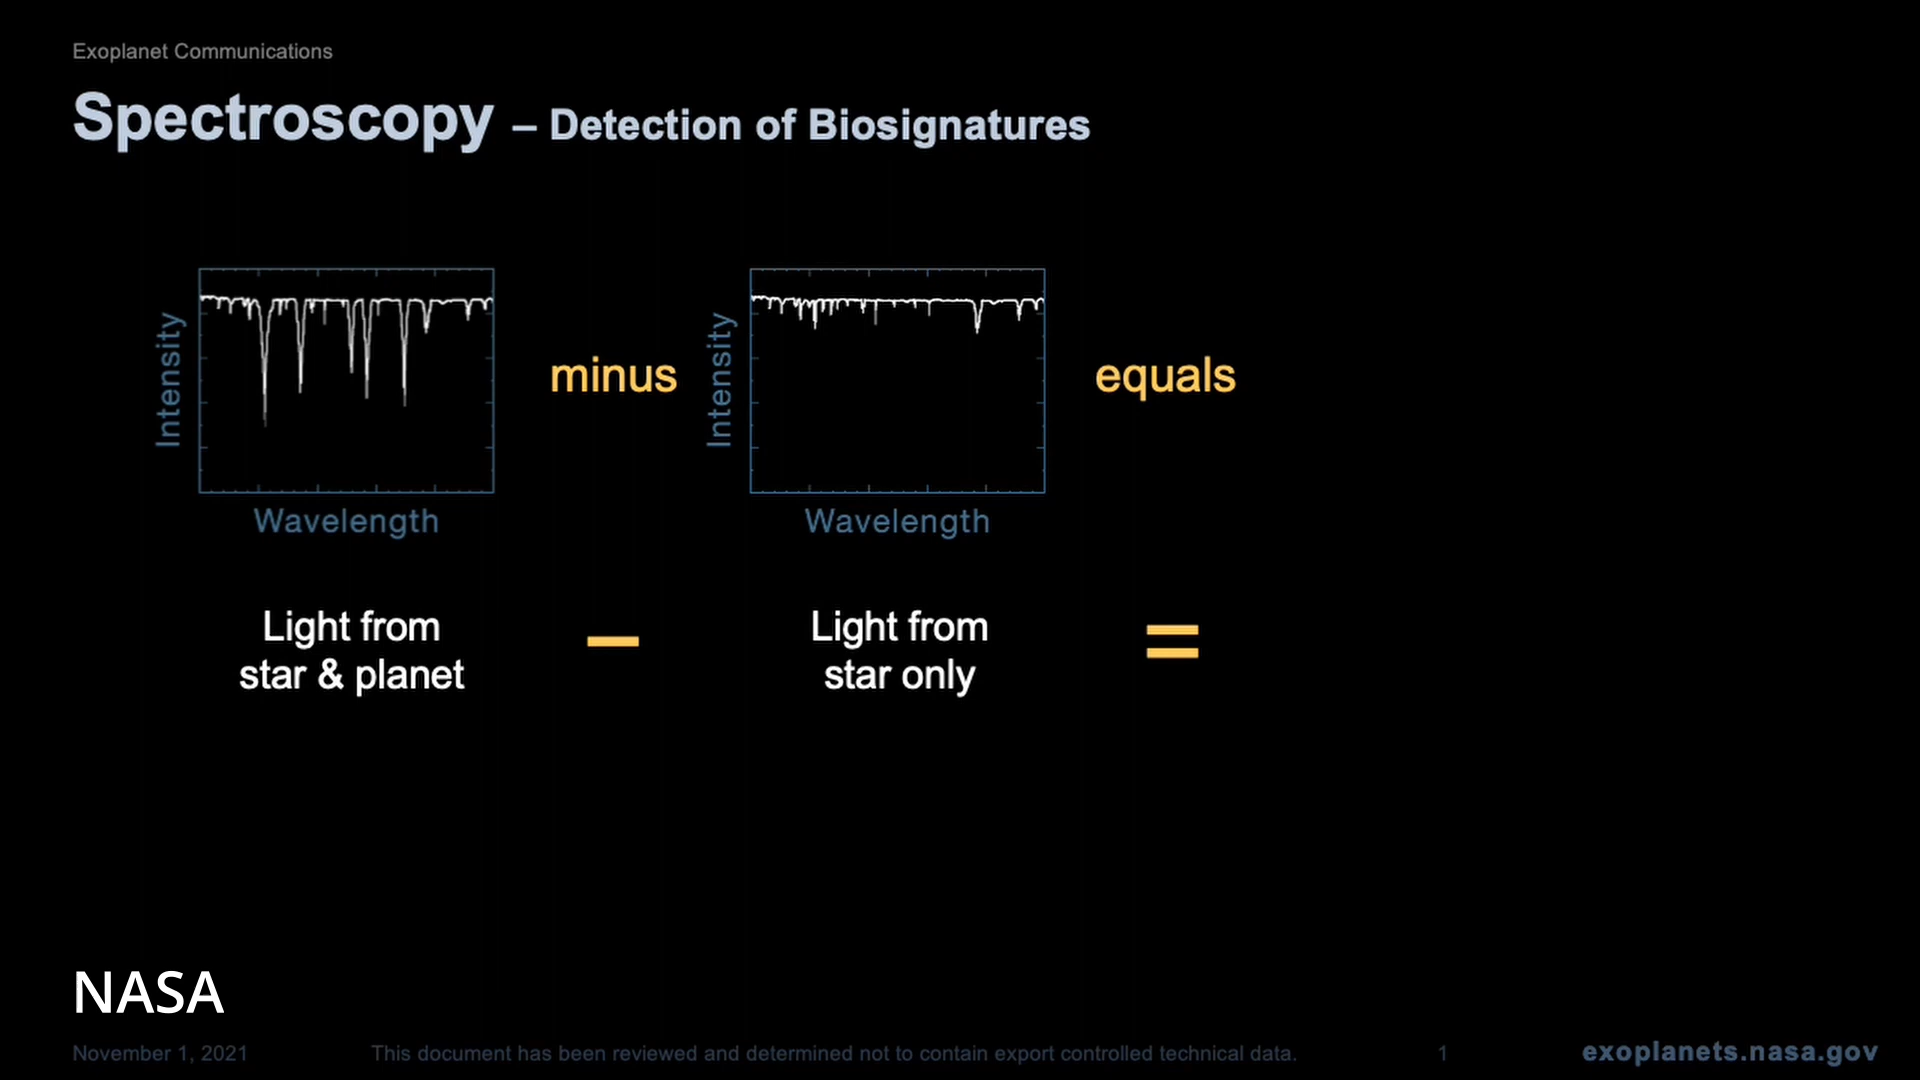 Exoplanet Communications
Spectroscopy – Detection of Biosignatures
Intensity
minus
Intensity
equals
Wavelength
Wavelength
Light from
star & planet
–
Light from
star only
=
NASA
November 1, 2021
This document has been reviewed and determined not to contain export controlled technical data.
1
exoplanets.nasa.gov